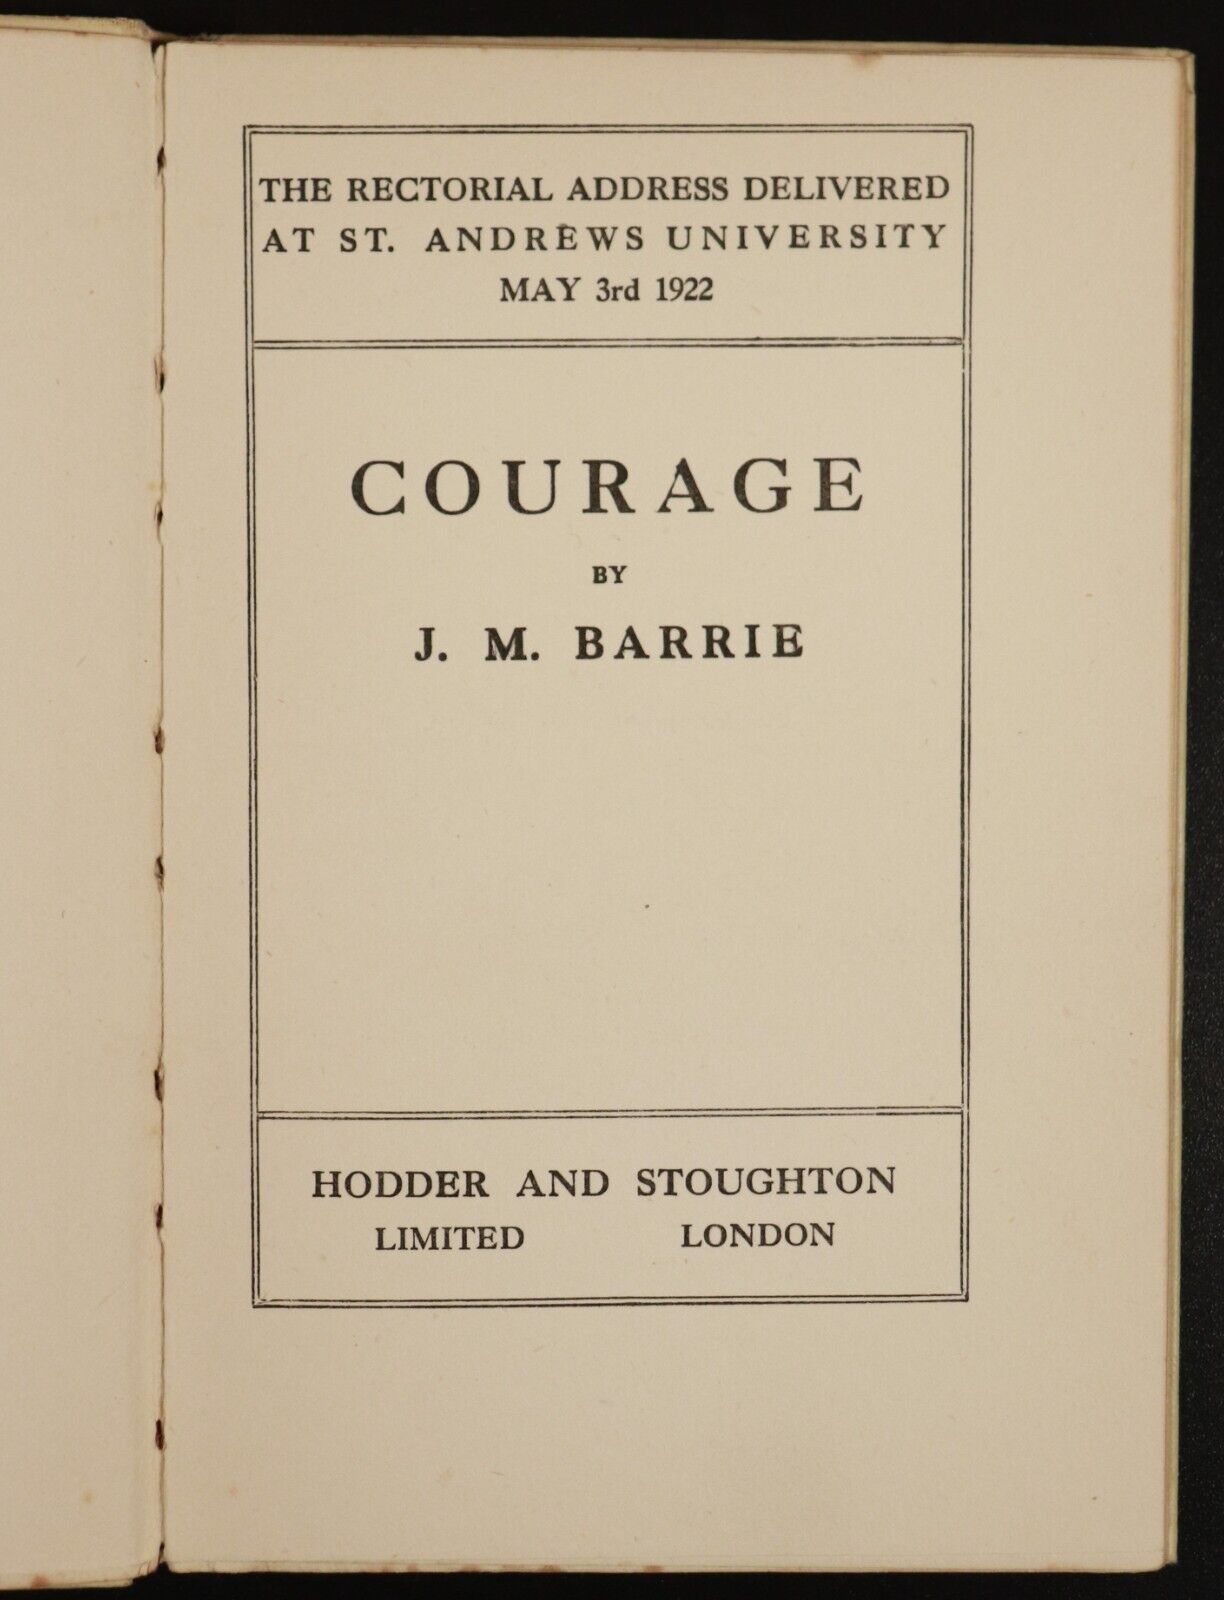 THE RECTORIAL ADDRESS DELIVERED
AT ST. ANDREWS UNIVERSITY
MAY 3rd 1922
COURAGE
BY
J. M. BARRIE
HODDER AND STOUGHTON
LIMITED LONDON